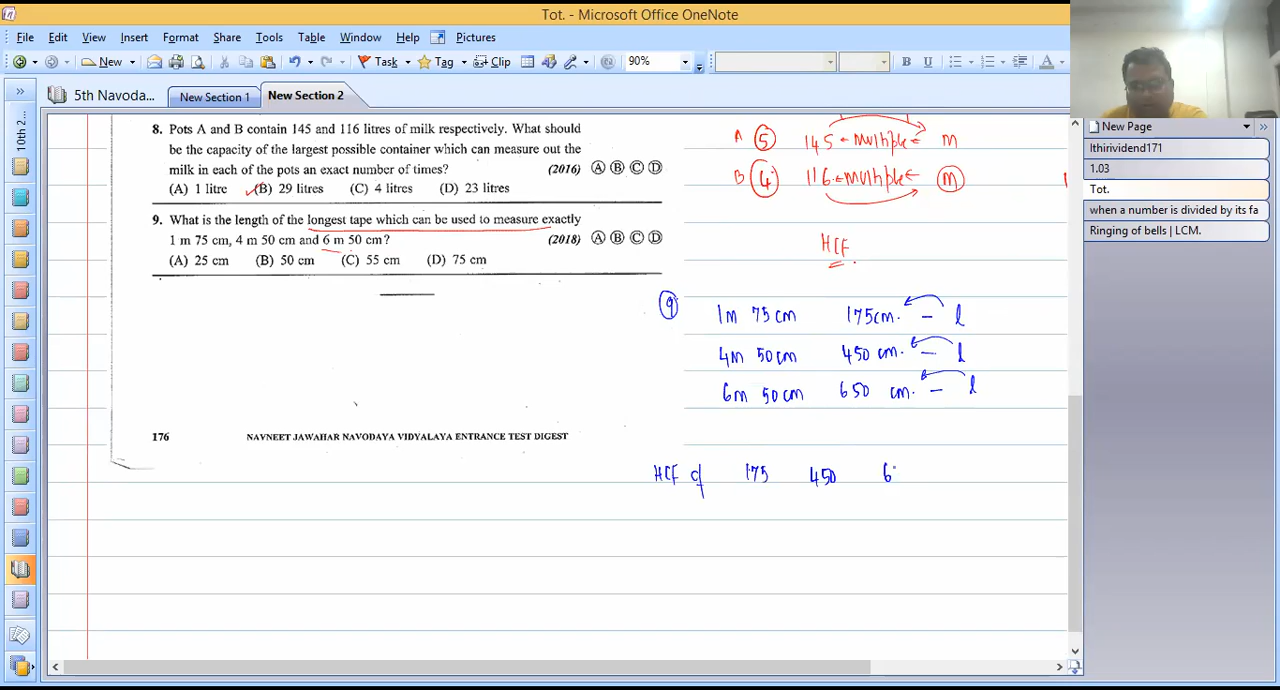 Tot. - Microsoft Office OneNote
File Edit View Insert Format Share Tools Table Window Help Pictures
New Task Tag Clip 90% B U A
5th Navoda... New Section 1 New Section 2
10th 2...
New Page
lthirividend171
1.03
Tot.
when a number is divided by its fa
Ringing of bells | LCM.
8. Pots A and B contain 145 and 116 litres of milk respectively. What should
be the capacity of the largest possible container which can measure out the
milk in each of the pots an exact number of times? (2016) A B C D
(A) 1 litre (B) 29 litres (C) 4 litres (D) 23 litres
9. What is the length of the longest tape which can be used to measure exactly
1 m 75 cm, 4 m 50 cm and 6 m 50 cm? (2018) A B C D
(A) 25 cm (B) 50 cm (C) 55 cm (D) 75 cm
176 NAVNEET JAWAHAR NAVODAYA VIDYALAYA ENTRANCE TEST DIGEST
A 5 145 ← multiple ← m
B 4 116 ← multiple ← m
HCF
9 1m 75 cm 175cm. – l
4m 50 cm 450 cm. – l
6m 50 cm 650 cm. – l
HCF of 175 450 6